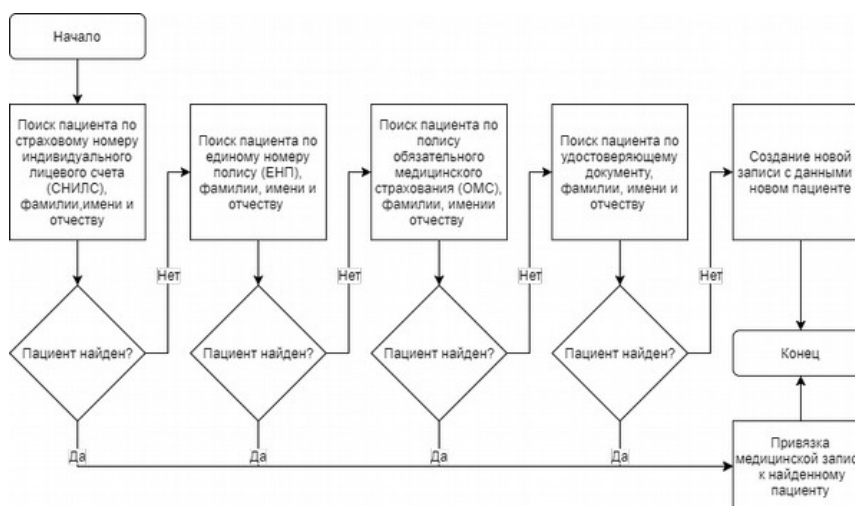 Начало
Поиск пациента по
страховому номеру
индивидуального
лицевого счета
(СНИЛС),
фамилии,имени и
отчеству
Поиск пациента по
единому номеру
полису (ЕНП),
фамилии, имени и
отчеству
Поиск пациента по
полису
обязательного
медицинского
страхования (ОМС),
фамилии, имении
отчеству
Поиск пациента по
удостоверяющему
документу,
фамилии, имени и
отчеству
Создание новой
записи с данными о
новом пациенте
Нет
Нет
Нет
Нет
Пациент найден?
Пациент найден?
Пациент найден?
Пациент найден?
Конец
Да
Да
Да
Да
Привязка
медицинской запис
к найденному
пациенту